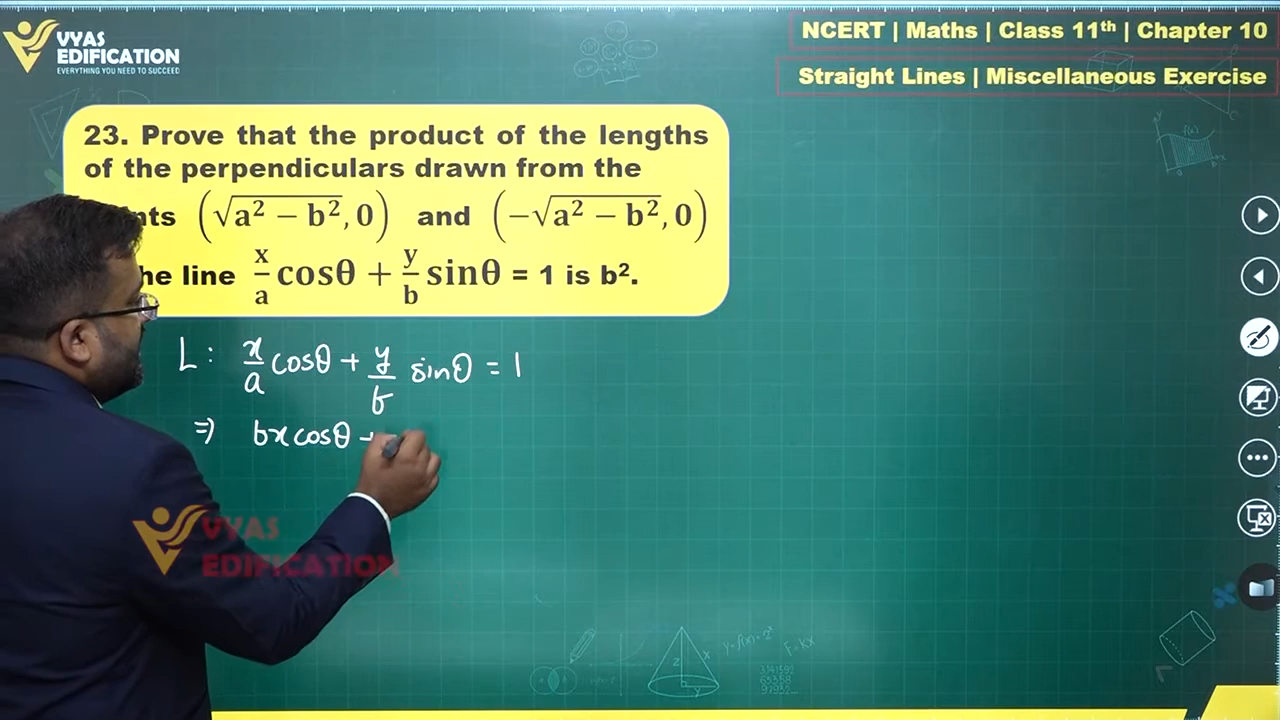 VYAS
EDIFICATION
EVERYTHING YOU NEED TO SUCCEED
NCERT | Maths | Class 11th | Chapter 10
Straight Lines | Miscellaneous Exercise
23. Prove that the product of the lengths
of the perpendiculars drawn from the
nts (√a² − b², 0) and (−√a² − b², 0)
he line x/a cosθ + y/b sinθ = 1 is b².
L : x/a cosθ + y/b sinθ = 1
⇒ bx cosθ +
VYAS
EDIFICATION